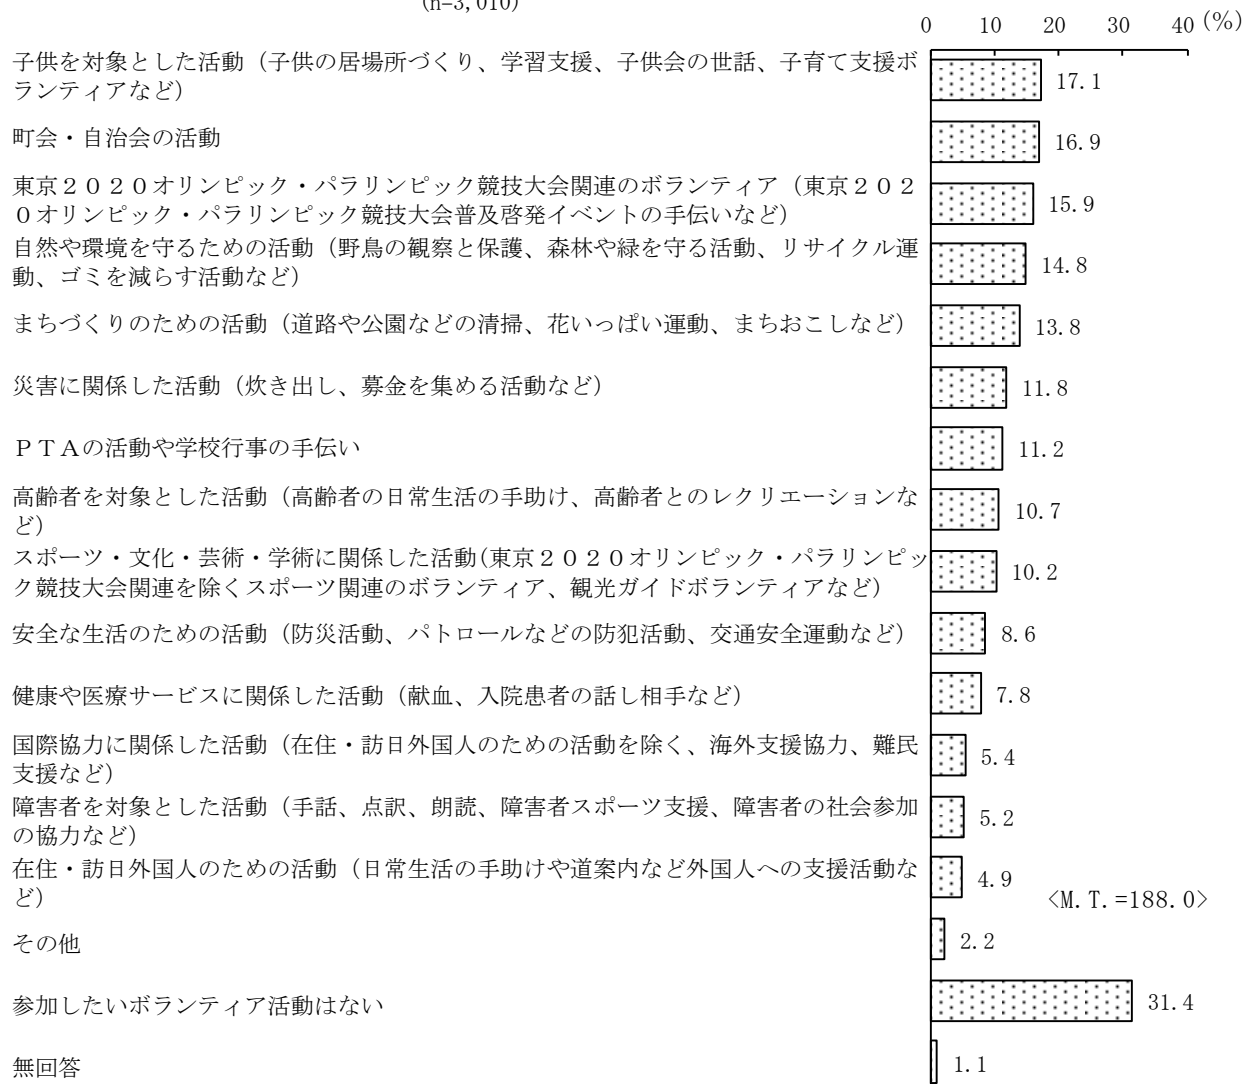 (n=3,010)
0 10 20 30 40 (%)
子供を対象とした活動（子供の居場所づくり、学習支援、子供会の世話、子育て支援ボ
ランティアなど） 17.1
町会・自治会の活動 16.9
東京２０２０オリンピック・パラリンピック競技大会関連のボランティア（東京２０２
０オリンピック・パラリンピック競技大会普及啓発イベントの手伝いなど） 15.9
自然や環境を守るための活動（野鳥の観察と保護、森林や緑を守る活動、リサイクル運
動、ゴミを減らす活動など） 14.8
まちづくりのための活動（道路や公園などの清掃、花いっぱい運動、まちおこしなど） 13.8
災害に関係した活動（炊き出し、募金を集める活動など） 11.8
ＰＴＡの活動や学校行事の手伝い 11.2
高齢者を対象とした活動（高齢者の日常生活の手助け、高齢者とのレクリエーションな
ど） 10.7
スポーツ・文化・芸術・学術に関係した活動(東京２０２０オリンピック・パラリンピッ
ク競技大会関連を除くスポーツ関連のボランティア、観光ガイドボランティアなど） 10.2
安全な生活のための活動（防災活動、パトロールなどの防犯活動、交通安全運動など） 8.6
健康や医療サービスに関係した活動（献血、入院患者の話し相手など） 7.8
国際協力に関係した活動（在住・訪日外国人のための活動を除く、海外支援協力、難民
支援など） 5.4
障害者を対象とした活動（手話、点訳、朗読、障害者スポーツ支援、障害者の社会参加
の協力など） 5.2
在住・訪日外国人のための活動（日常生活の手助けや道案内など外国人への支援活動な
ど） 4.9
<M.T.=188.0>
その他 2.2
参加したいボランティア活動はない 31.4
無回答 1.1